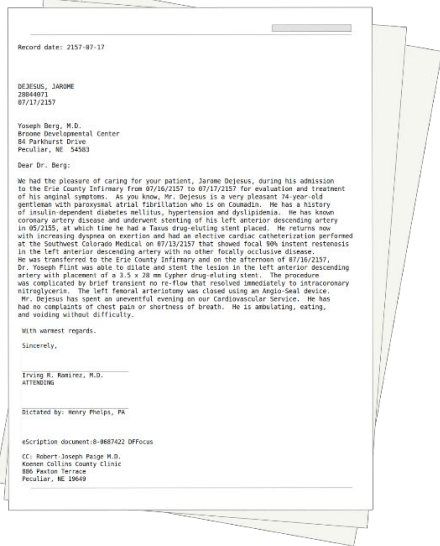 Record date: 2157-07-17
DEJESUS, JAROME
28044071
07/17/2157
Yoseph Berg, M.D.
Broome Developmental Center
84 Parkhurst Drive
Peculiar, NE  54583
Dear Dr. Berg:
We had the pleasure of caring for your patient, Jarome Dejesus, during his admission
to the Erie County Infirmary from 07/16/2157 to 07/17/2157 for evaluation and treatment
of his anginal symptoms.  As you know, Mr. Dejesus is a very pleasant 74-year-old
gentleman with paroxysmal atrial fibrillation who is on Coumadin.  He has a history
of insulin-dependent diabetes mellitus, hypertension and dyslipidemia.  He has known
coronary artery disease and underwent stenting of his left anterior descending artery
in 05/2155, at which time he had a Taxus drug-eluting stent placed.  He returns now
with increasing dyspnea on exertion and had an elective cardiac catheterization performed
at the Southwest Colorado Medical on 07/13/2157 that showed focal 90% instent restenosis
in the left anterior descending artery with no other focally occlusive disease.
He was transferred to the Erie County Infirmary and on the afternoon of 07/16/2157,
Dr. Yoseph Flint was able to dilate and stent the lesion in the left anterior descending
artery with placement of a 3.5 x 28 mm Cypher drug-eluting stent.  The procedure
was complicated by brief transient no re-flow that resolved immediately to intracoronary
nitroglycerin.  The left femoral arteriotomy was closed using an Angio-Seal device.
Mr. Dejesus has spent an uneventful evening on our Cardiovascular Service.  He has
had no complaints of chest pain or shortness of breath.  He is ambulating, eating,
and voiding without difficulty.
With warmest regards.
Sincerely,
Irving R. Ramirez, M.D.
ATTENDING
Dictated by: Henry Phelps, PA
eScription document:8-0687422 DFFocus
CC: Robert-Joseph Paige M.D.
Koenen Collins County Clinic
886 Paxton Terrace
Peculiar, NE 19649